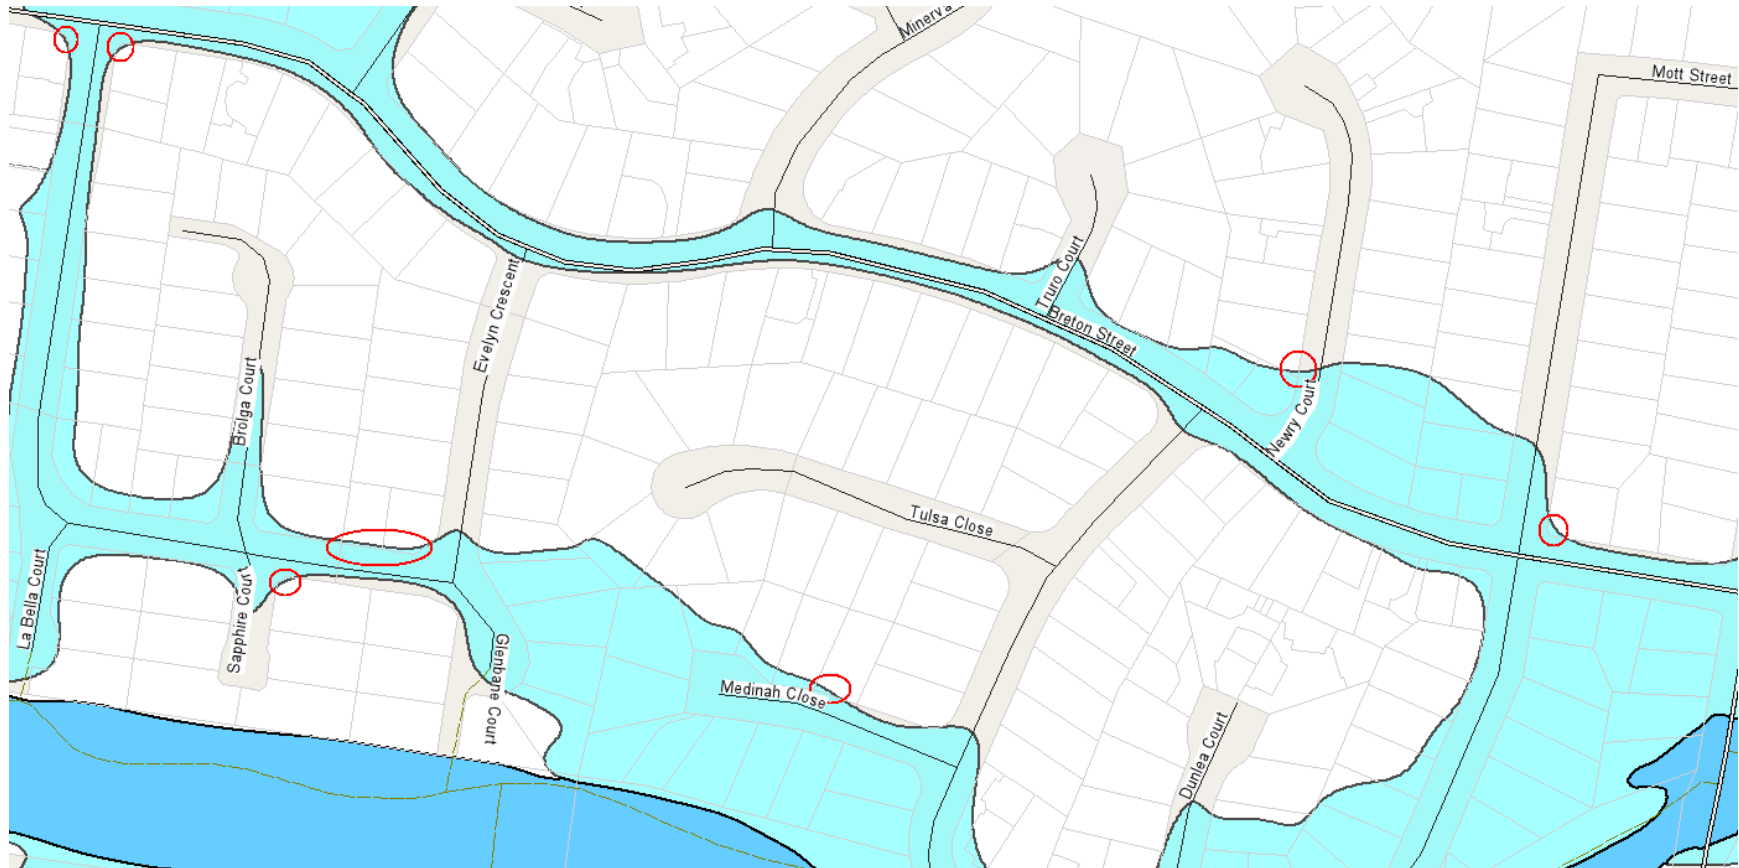 Minerva
Mott Street
Truro Court
Evelyn Crescent
Breton Street
Brolga Court
Newry Court
Tulsa Close
La Bella Court
Sapphire Court
Glenbane Court
Medinah Close
Dunlea Court